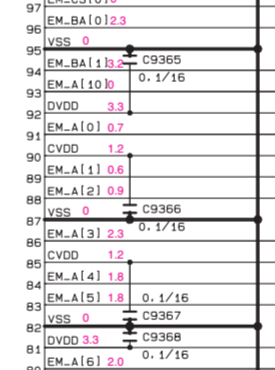 97
EM_BA[0] 2.3
96
VSS 0
95
EM_BA[1] 3.2 C9365
94
EM_A[10] 0 0.1/16
93
DVDD 3.3
92
EM_A[0] 0.7
91
CVDD 1.2
90
EM_A[1] 0.6
89
EM_A[2] 0.9
88
VSS 0 C9366
87
EM_A[3] 2.3 0.1/16
86
CVDD 1.2
85
EM_A[4] 1.8
84
EM_A[5] 1.8 0.1/16
83
VSS 0 C9367
82
DVDD 3.3 C9368
81
EM_A[6] 2.0 0.1/16